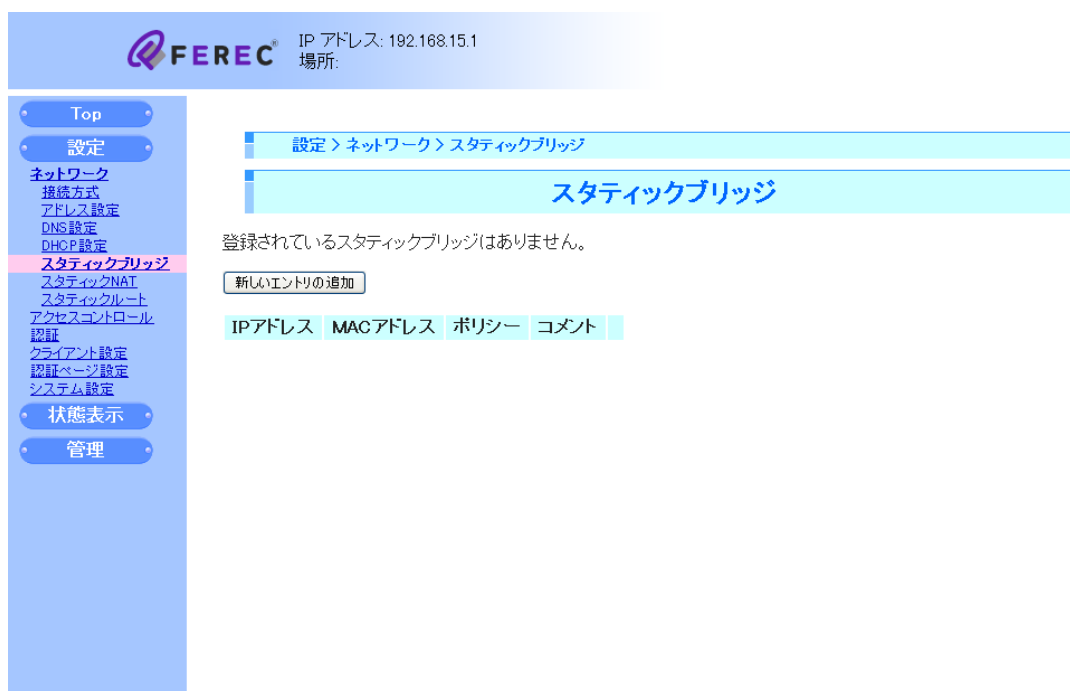 FEREC®
IP アドレス: 192.168.15.1
場所:
Top
設定
ネットワーク
接続方式
アドレス設定
DNS設定
DHCP設定
スタティックブリッジ
スタティックNAT
スタティックルート
アクセスコントロール
認証
クライアント設定
認証ページ設定
システム設定
状態表示
管理
設定 > ネットワーク > スタティックブリッジ
スタティックブリッジ
登録されているスタティックブリッジはありません。
新しいエントリの追加
IPアドレス MACアドレス ポリシー コメント